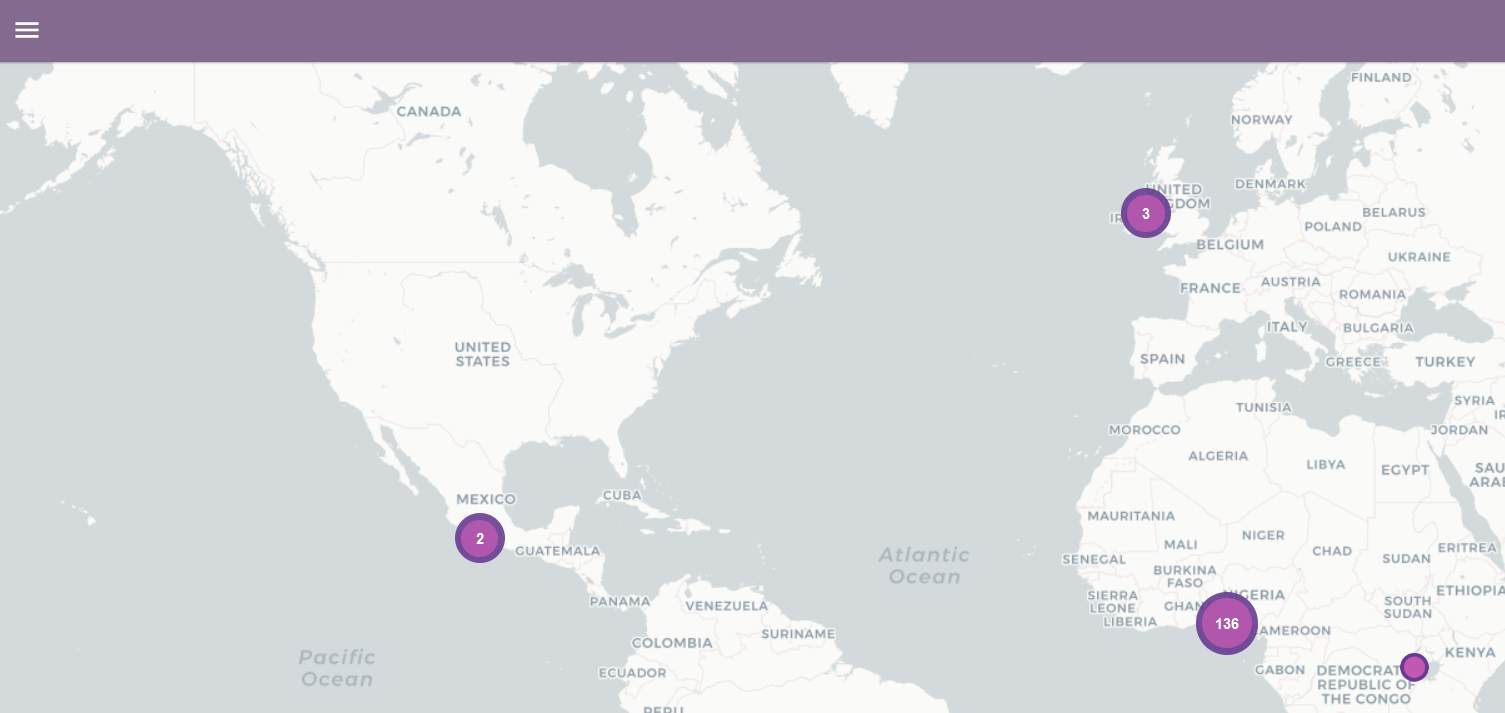 FINLAND
CANADA
NORWAY
UNITED
DENMARK
3
BELARUS
POLAND
BELGIUM
UKRAINE
AUSTRIA
FRANCE
ROMANIA
ITALY
BULGARIA
UNITED
STATES
SPAIN
GREECE
TURKEY
SYRIA
TUNISIA
MOROCCO
JORDAN
ALGERIA
LIBYA
EGYPT
MEXICO
CUBA
MAURITANIA
2
GUATEMALA
NIGER
MALI
CHAD
SUDAN
ERITREA
Atlantic
Ocean
SENEGAL
BURKINA
FASO
ETHIOPIA
PANAMA
VENEZUELA
SIERRA
LEONE
LIBERIA
136
SOUTH
SUDAN
SURINAME
COLOMBIA
KENYA
Pacific
Ocean
ECUADOR
GABON
REPUBLIC OF
THE CONGO